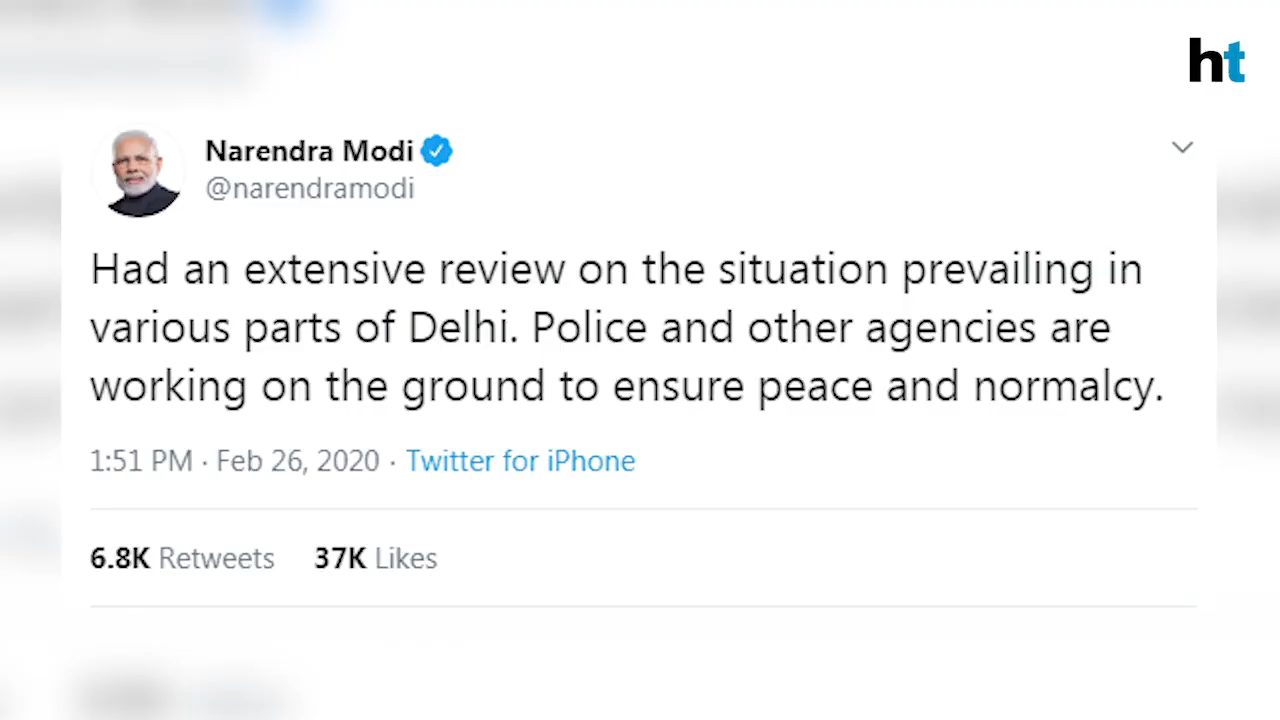 ht
Narendra Modi
@narendramodi
Had an extensive review on the situation prevailing in
various parts of Delhi. Police and other agencies are
working on the ground to ensure peace and normalcy.
1:51 PM · Feb 26, 2020 · Twitter for iPhone
6.8K Retweets 37K Likes